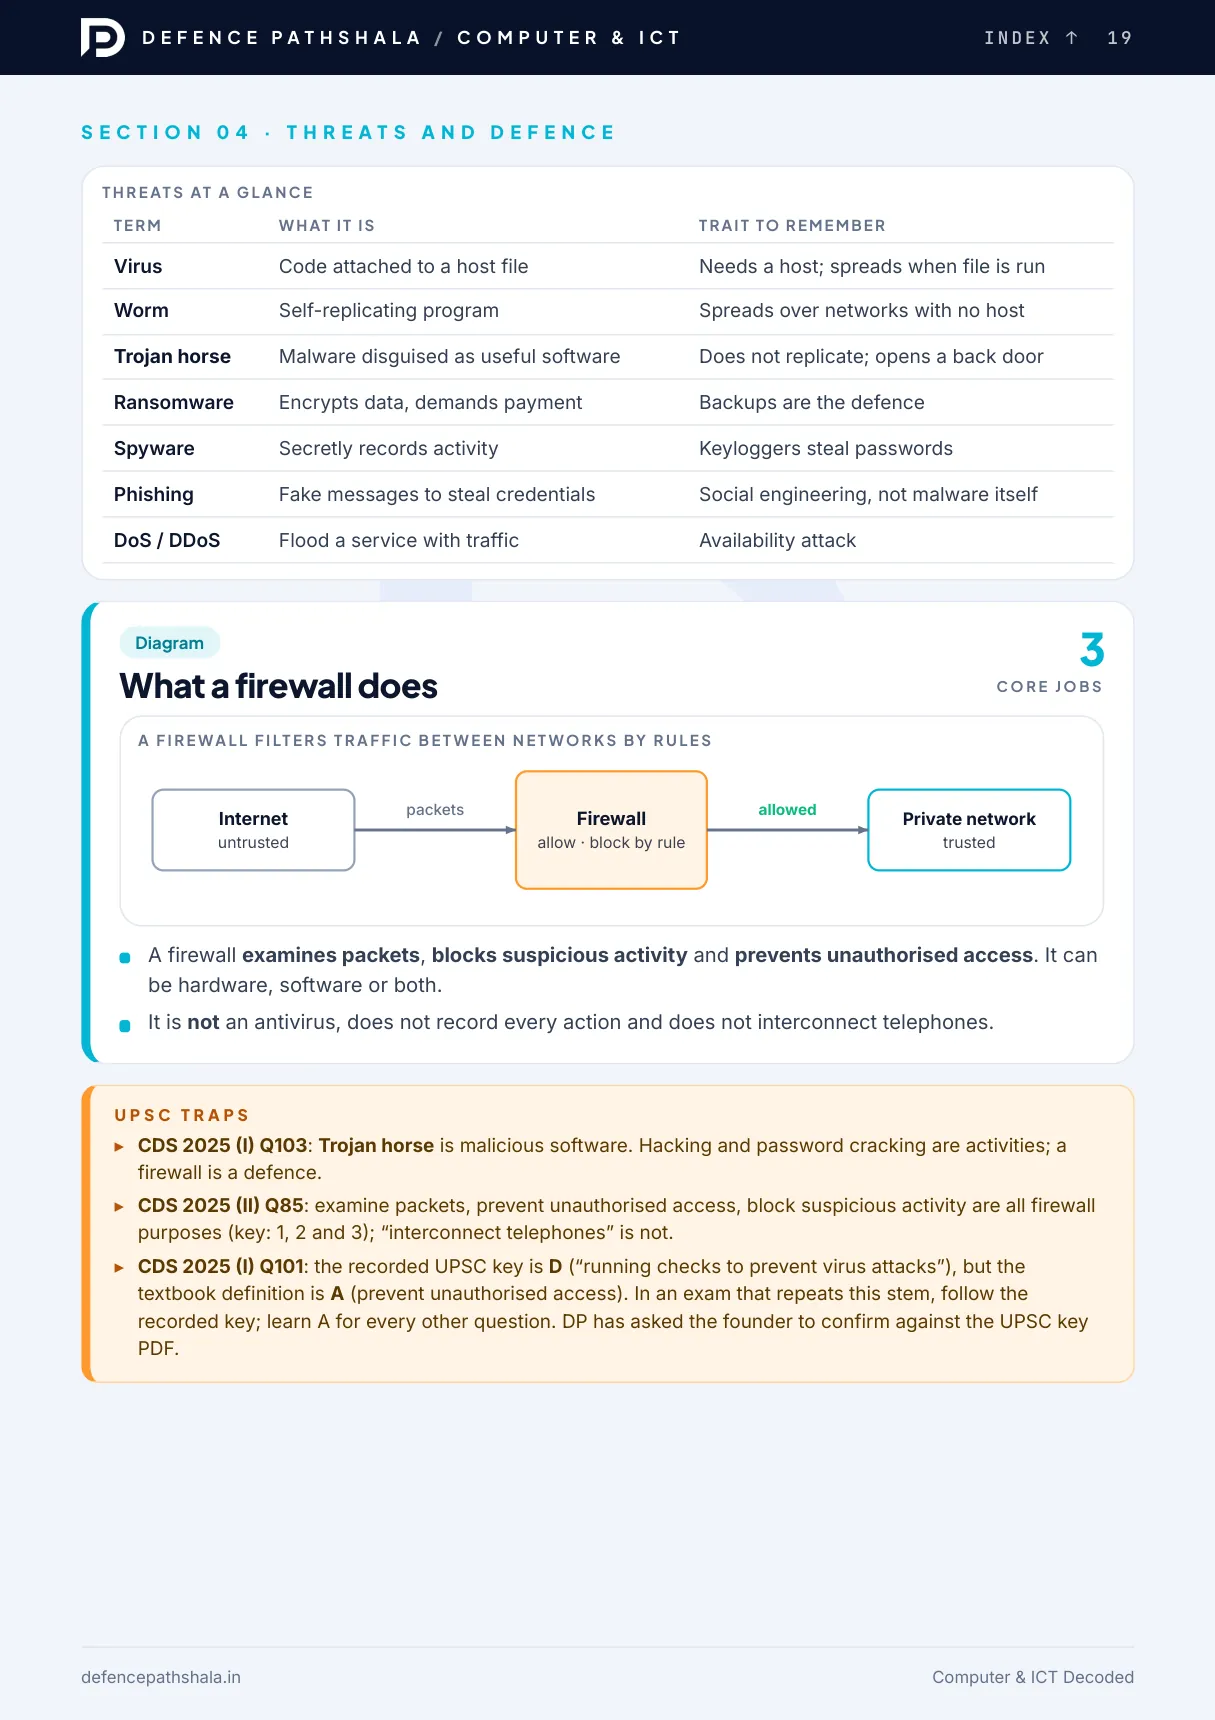 DEFENCE PATHSHALA / COMPUTER & ICT
INDEX ↑ 19
SECTION 04 · THREATS AND DEFENCE
THREATS AT A GLANCE
TERM WHAT IT IS TRAIT TO REMEMBER
Virus Code attached to a host file Needs a host; spreads when file is run
Worm Self-replicating program Spreads over networks with no host
Trojan horse Malware disguised as useful software Does not replicate; opens a back door
Ransomware Encrypts data, demands payment Backups are the defence
Spyware Secretly records activity Keyloggers steal passwords
Phishing Fake messages to steal credentials Social engineering, not malware itself
DoS / DDoS Flood a service with traffic Availability attack
Diagram
What a firewall does
3
CORE JOBS
A FIREWALL FILTERS TRAFFIC BETWEEN NETWORKS BY RULES
Internet
untrusted
packets
Firewall
allow · block by rule
allowed
Private network
trusted
A firewall examines packets, blocks suspicious activity and prevents unauthorised access. It can
be hardware, software or both.
It is not an antivirus, does not record every action and does not interconnect telephones.
UPSC TRAPS
▸ CDS 2025 (I) Q103: Trojan horse is malicious software. Hacking and password cracking are activities; a
firewall is a defence.
▸ CDS 2025 (II) Q85: examine packets, prevent unauthorised access, block suspicious activity are all firewall
purposes (key: 1, 2 and 3); “interconnect telephones” is not.
▸ CDS 2025 (I) Q101: the recorded UPSC key is D (“running checks to prevent virus attacks”), but the
textbook definition is A (prevent unauthorised access). In an exam that repeats this stem, follow the
recorded key; learn A for every other question. DP has asked the founder to confirm against the UPSC key
PDF.
defencepathshala.in
Computer & ICT Decoded